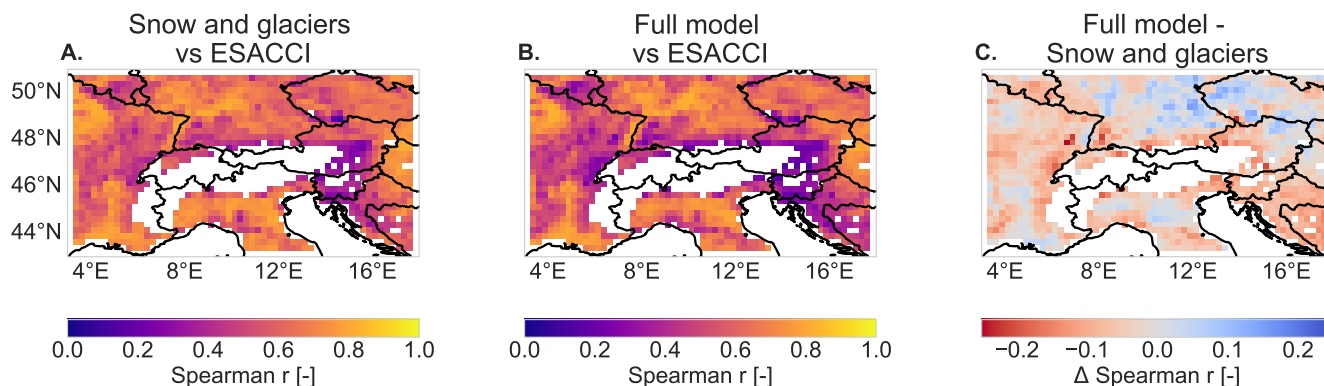 Snow and glaciers
A. vs ESACCI
Full model
B. vs ESACCI
Full model -
C. Snow and glaciers
50°N
48°N
46°N
44°N
4°E 8°E 12°E 16°E
4°E 8°E 12°E 16°E
4°E 8°E 12°E 16°E
0.0 0.2 0.4 0.6 0.8 1.0
Spearman r [-]
0.0 0.2 0.4 0.6 0.8 1.0
Spearman r [-]
−0.2 −0.1 0.0 0.1 0.2
Δ Spearman r [-]